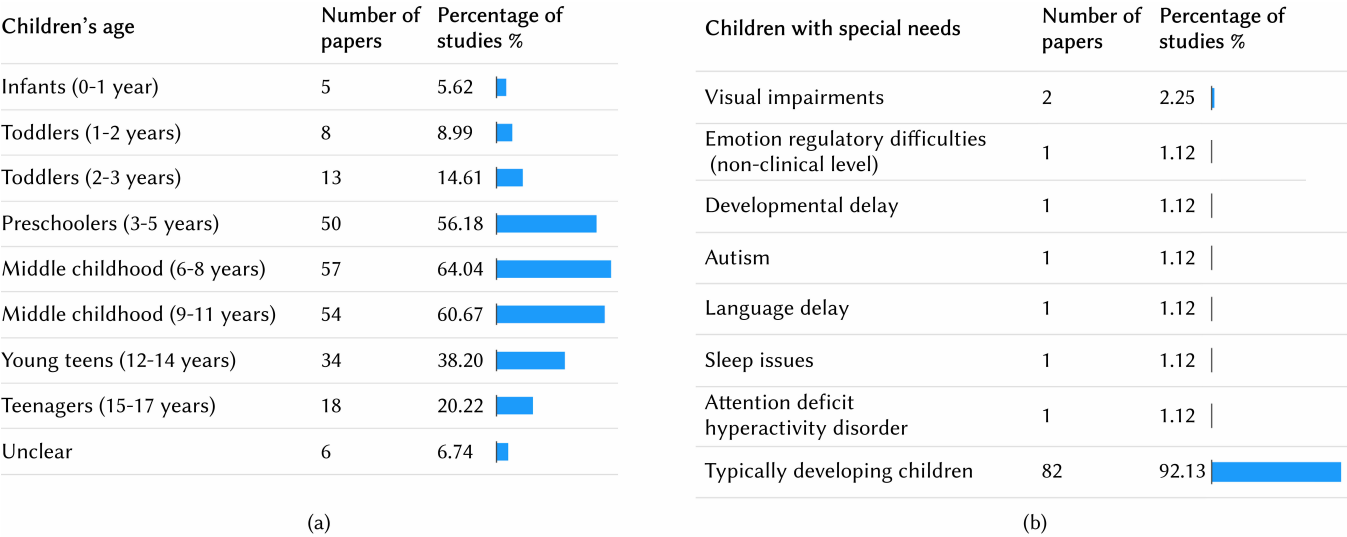 Children’s age Number of papers Percentage of studies %
Infants (0-1 year) 5 5.62
Toddlers (1-2 years) 8 8.99
Toddlers (2-3 years) 13 14.61
Preschoolers (3-5 years) 50 56.18
Middle childhood (6-8 years) 57 64.04
Middle childhood (9-11 years) 54 60.67
Young teens (12-14 years) 34 38.20
Teenagers (15-17 years) 18 20.22
Unclear 6 6.74
(a)
Children with special needs Number of papers Percentage of studies %
Visual impairments 2 2.25
Emotion regulatory difficulties
(non-clinical level) 1 1.12
Developmental delay 1 1.12
Autism 1 1.12
Language delay 1 1.12
Sleep issues 1 1.12
Attention deficit
hyperactivity disorder 1 1.12
Typically developing children 82 92.13
(b)